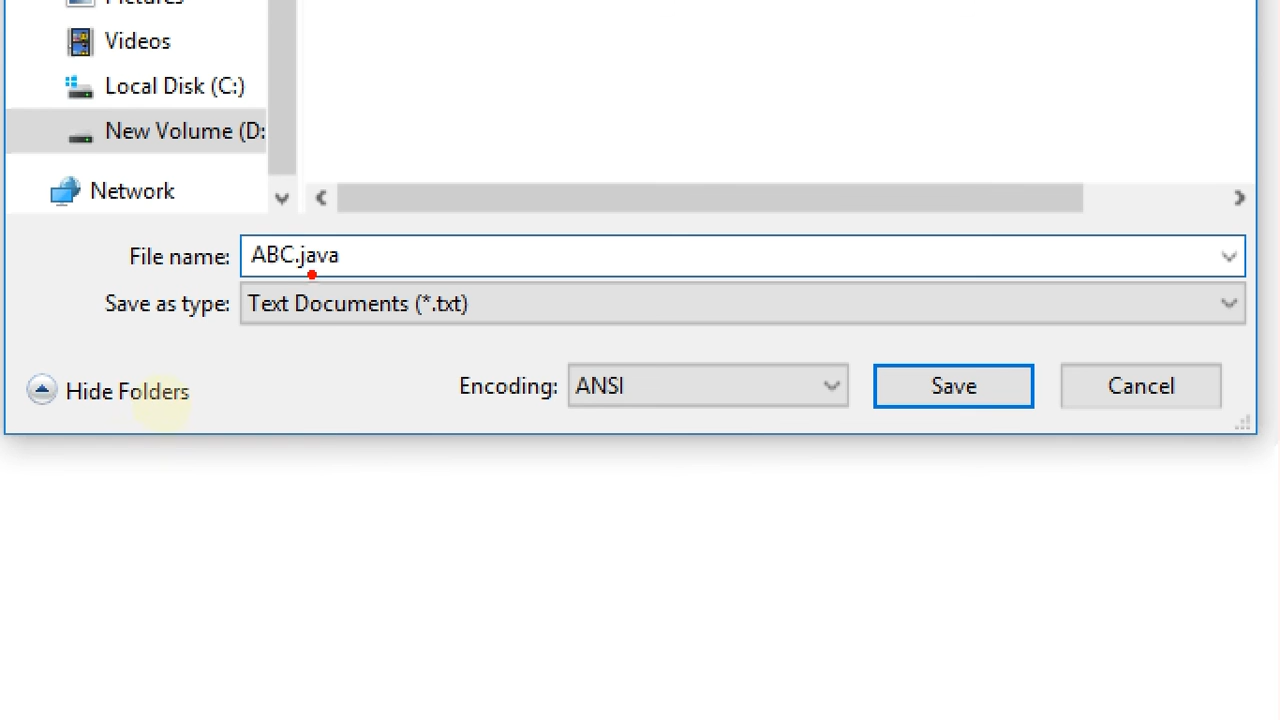 Pictures
Videos
Local Disk (C:)
New Volume (D:
Network
File name: ABC.java
Save as type: Text Documents (*.txt)
Hide Folders Encoding: ANSI Save Cancel